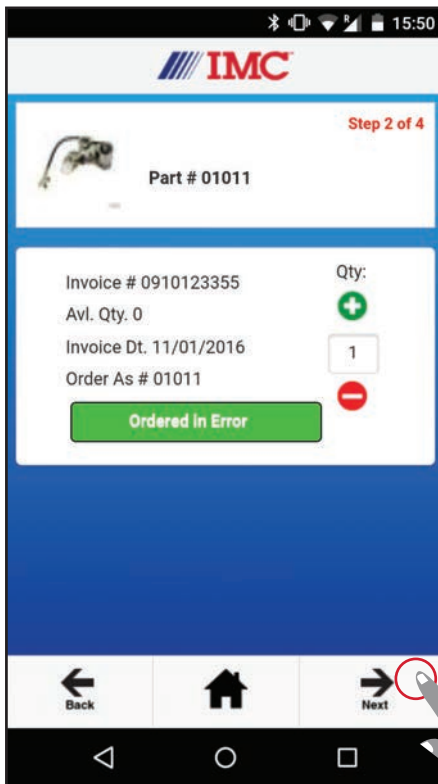 R
15:50
IMC
Step 2 of 4
Part # 01011
Invoice # 0910123355
Qty:
Avl. Qty. 0
Invoice Dt. 11/01/2016
1
Order As # 01011
Ordered in Error
Back
Next